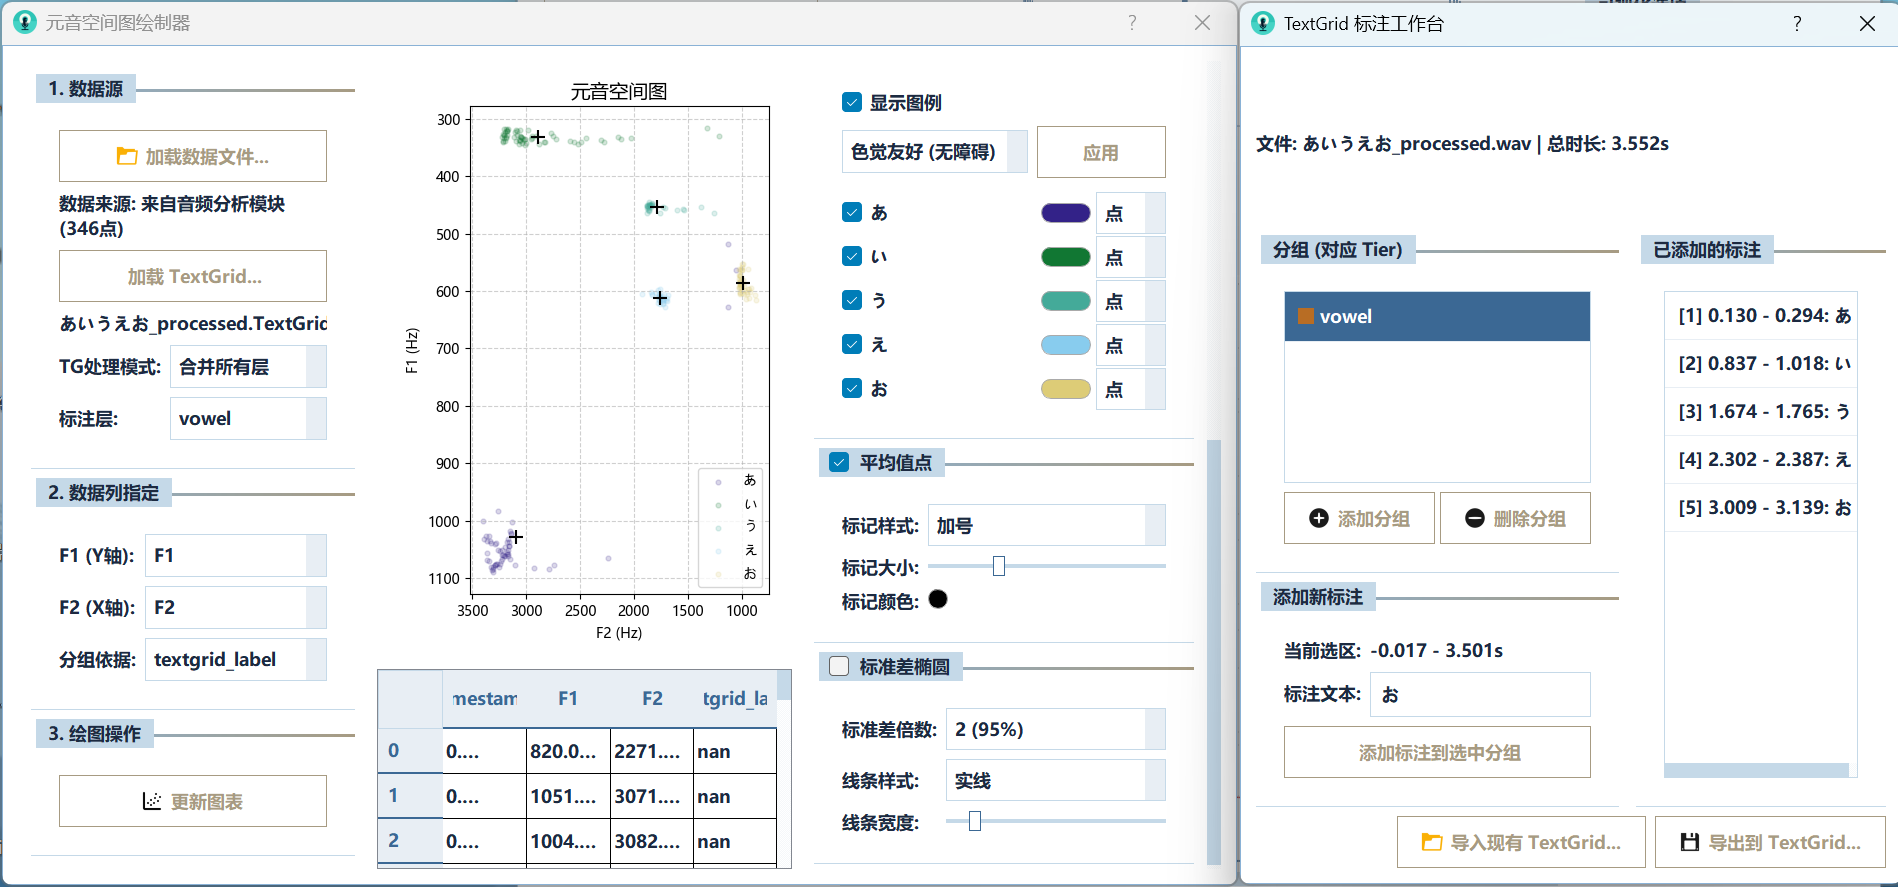 元音空间图绘制器
?
1. 数据源
加载数据文件...
数据来源: 来自音频分析模块
(346点)
加载 TextGrid...
あいうえお_processed.TextGrid
TG处理模式:
合并所有层
标注层:
vowel
2. 数据列指定
F1 (Y轴):
F1
F2 (X轴):
F2
分组依据:
textgrid_label
3. 绘图操作
更新图表
元音空间图
300
400
500
600
700
800
900
1000
1100
F1 (Hz)
3500
3000
2500
2000
1500
1000
F2 (Hz)
あ
い
う
え
お
mestam
F1
F2
tgrid_la
0
0....
820.0...
2271....
nan
1
0....
1051....
3071....
nan
2
0....
1004....
3082....
nan
显示图例
色觉友好 (无障碍)
应用
あ
点
い
点
う
点
え
点
お
点
平均值点
标记样式:
加号
标记大小:
标记颜色:
标准差椭圆
标准差倍数:
2 (95%)
线条样式:
实线
线条宽度:
TextGrid 标注工作台
?
文件: あいうえお_processed.wav | 总时长: 3.552s
分组 (对应 Tier)
vowel
添加分组
删除分组
添加新标注
当前选区:
-0.017 - 3.501s
标注文本:
お
添加标注到选中分组
已添加的标注
[1] 0.130 - 0.294: あ
[2] 0.837 - 1.018: い
[3] 1.674 - 1.765: う
[4] 2.302 - 2.387: え
[5] 3.009 - 3.139: お
导入现有 TextGrid...
导出到 TextGrid...